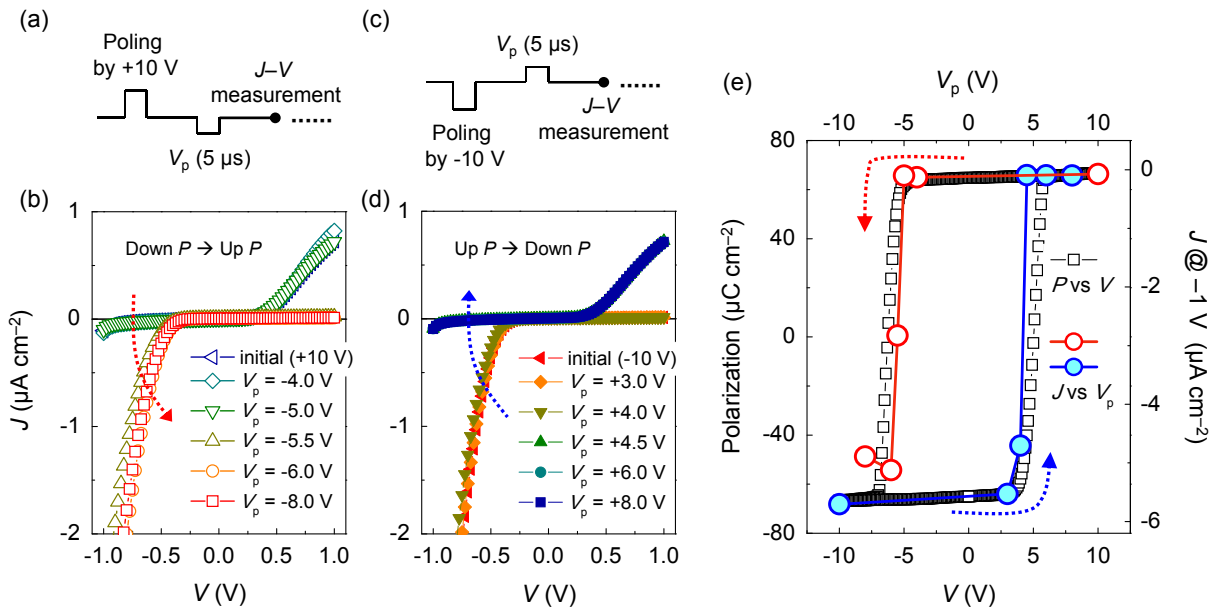 (a)
Poling
by +10 V
J–V
measurement
Vp (5 µs)
(c)
Vp (5 µs)
J–V
Poling
measurement
by -10 V
(b)
1
0
-1
-2
J (µA cm–2)
Down P → Up P
initial (+10 V)
Vp = -4.0 V
Vp = -5.0 V
Vp = -5.5 V
Vp = -6.0 V
Vp = -8.0 V
-1.0 -0.5 0.0 0.5 1.0
V (V)
(d)
1
0
-1
-2
Up P → Down P
initial (-10 V)
Vp = +3.0 V
Vp = +4.0 V
Vp = +4.5 V
Vp = +6.0 V
Vp = +8.0 V
-1.0 -0.5 0.0 0.5 1.0
V (V)
(e)
Vp (V)
-10 -5 0 5 10
80
40
0
-40
-80
Polarization (µC cm–2)
P vs V
J vs Vp
0
-2
-4
-6
J @ –1 V (µA cm–2)
-10 -5 0 5 10
V (V)